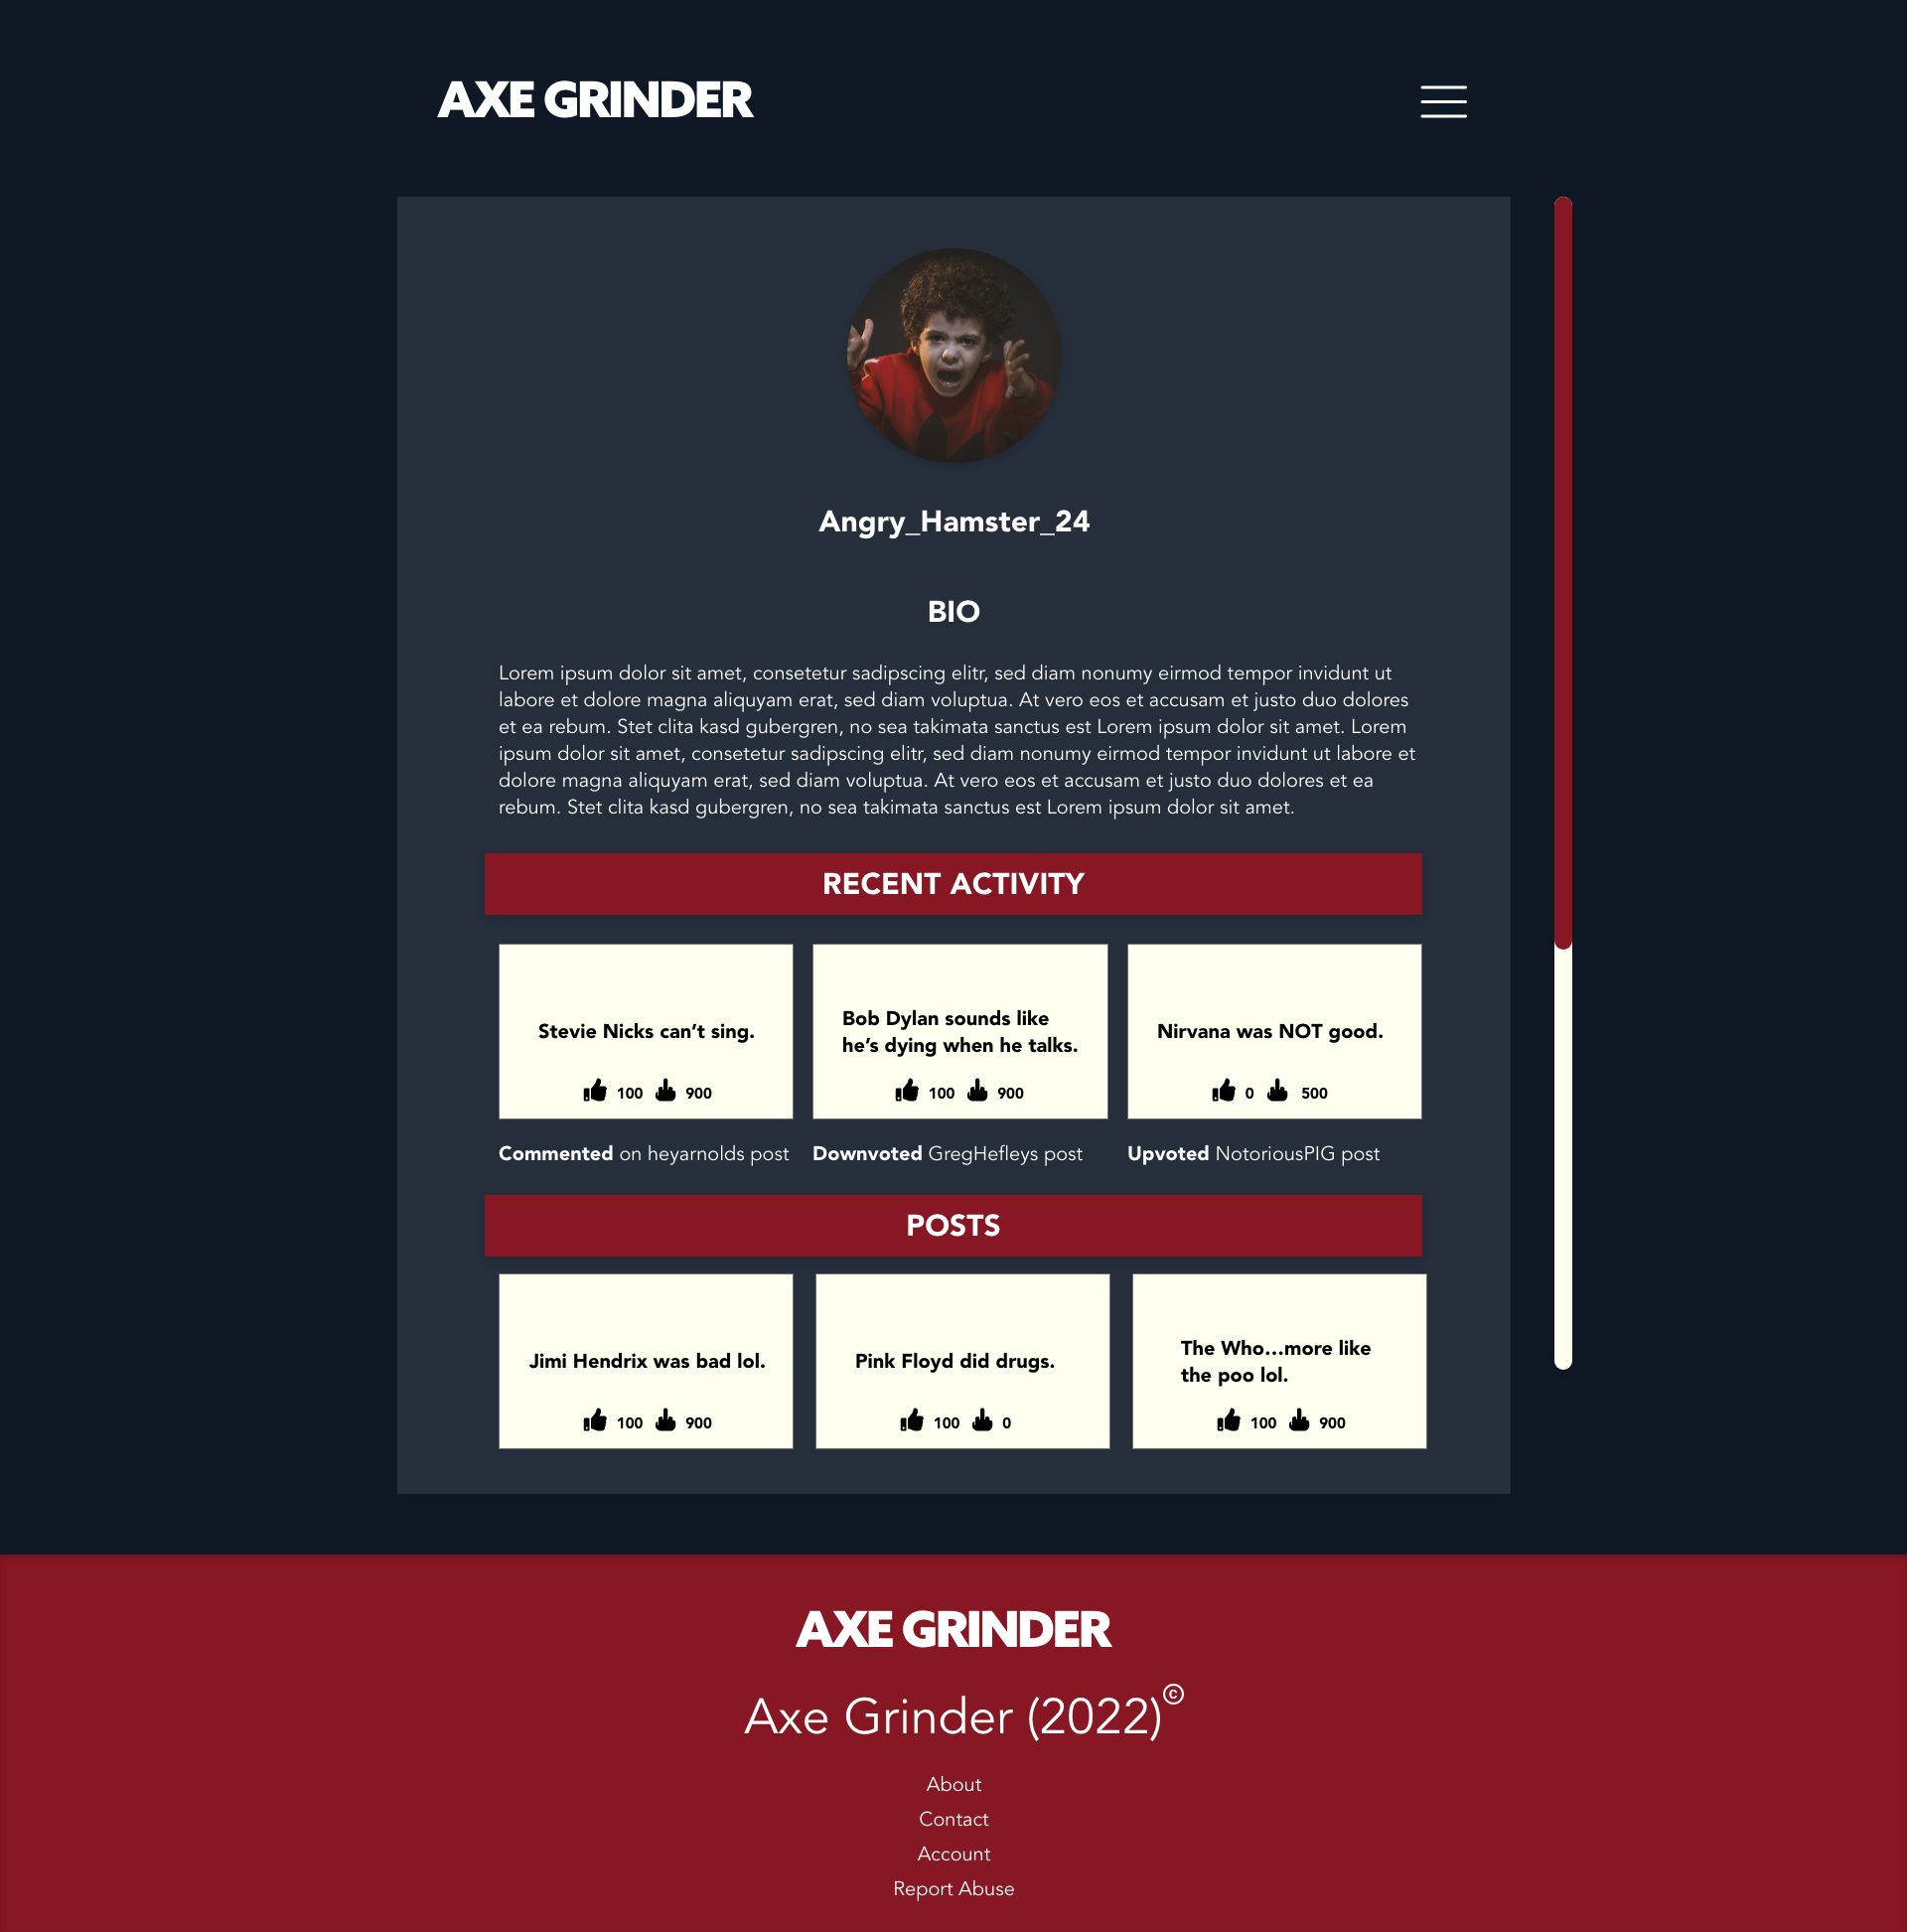 AXE GRINDER
Angry_Hamster_24
BIO
Lorem ipsum dolor sit amet, consetetur sadipscing elitr, sed diam nonumy eirmod tempor invidunt ut
labore et dolore magna aliquyam erat, sed diam voluptua. At vero eos et accusam et justo duo dolores
et ea rebum. Stet clita kasd gubergren, no sea takimata sanctus est Lorem ipsum dolor sit amet. Lorem
ipsum dolor sit amet, consetetur sadipscing elitr, sed diam nonumy eirmod tempor invidunt ut labore et
dolore magna aliquyam erat, sed diam voluptua. At vero eos et accusam et justo duo dolores et ea
rebum. Stet clita kasd gubergren, no sea takimata sanctus est Lorem ipsum dolor sit amet.
RECENT ACTIVITY
Stevie Nicks can’t sing.
100 900
Commented on heyarnolds post
Bob Dylan sounds like
he’s dying when he talks.
100 900
Downvoted GregHefleys post
Nirvana was NOT good.
0 500
Upvoted NotoriousPIG post
POSTS
Jimi Hendrix was bad lol.
100 900
Pink Floyd did drugs.
100 0
The Who...more like
the poo lol.
100 900
AXE GRINDER
Axe Grinder (2022)©
About
Contact
Account
Report Abuse